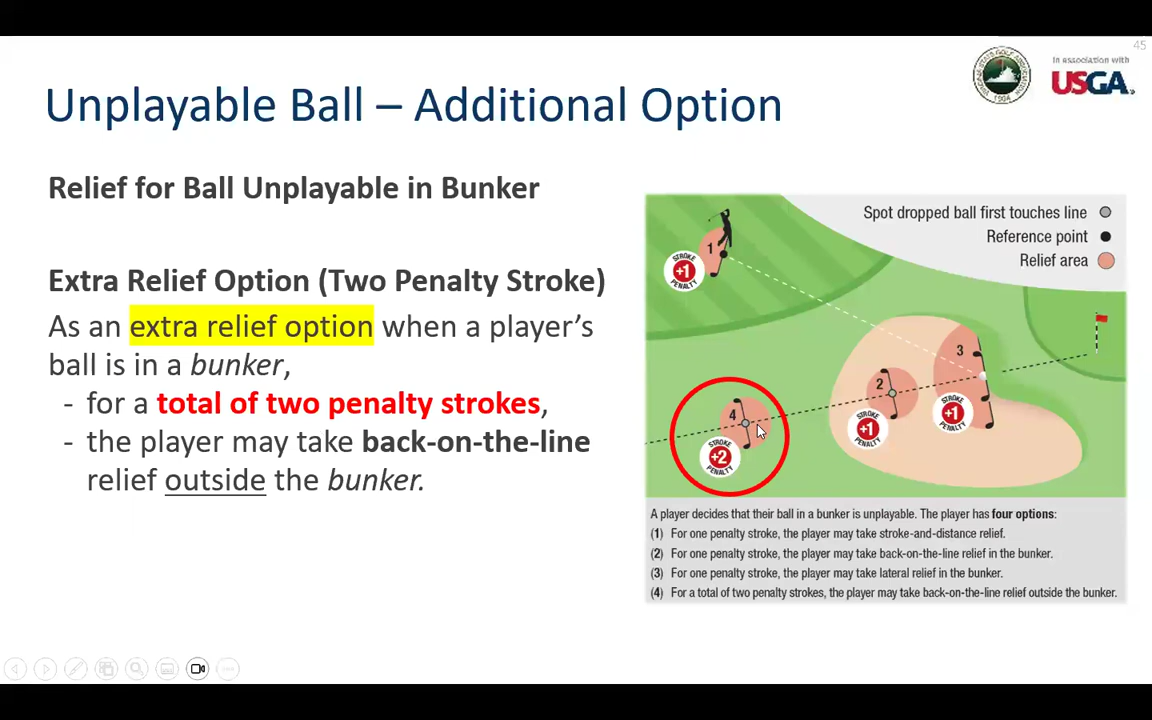 45
In association with
USGA
VIRGINIA STATE GOLF ASSOCIATION
1904
Unplayable Ball – Additional Option
Relief for Ball Unplayable in Bunker
Extra Relief Option (Two Penalty Stroke)
As an extra relief option when a player's
ball is in a bunker,
- for a total of two penalty strokes,
- the player may take back-on-the-line
relief outside the bunker.
Spot dropped ball first touches line
Reference point
Relief area
1
STROKE
+1
PENALTY
3
2
STROKE
+1
PENALTY
STROKE
+1
PENALTY
4
STROKE
+2
PENALTY
A player decides that their ball in a bunker is unplayable. The player has four options:
(1) For one penalty stroke, the player may take stroke-and-distance relief.
(2) For one penalty stroke, the player may take back-on-the-line relief in the bunker.
(3) For one penalty stroke, the player may take lateral relief in the bunker.
(4) For a total of two penalty strokes, the player may take back-on-the-line relief outside the bunker.